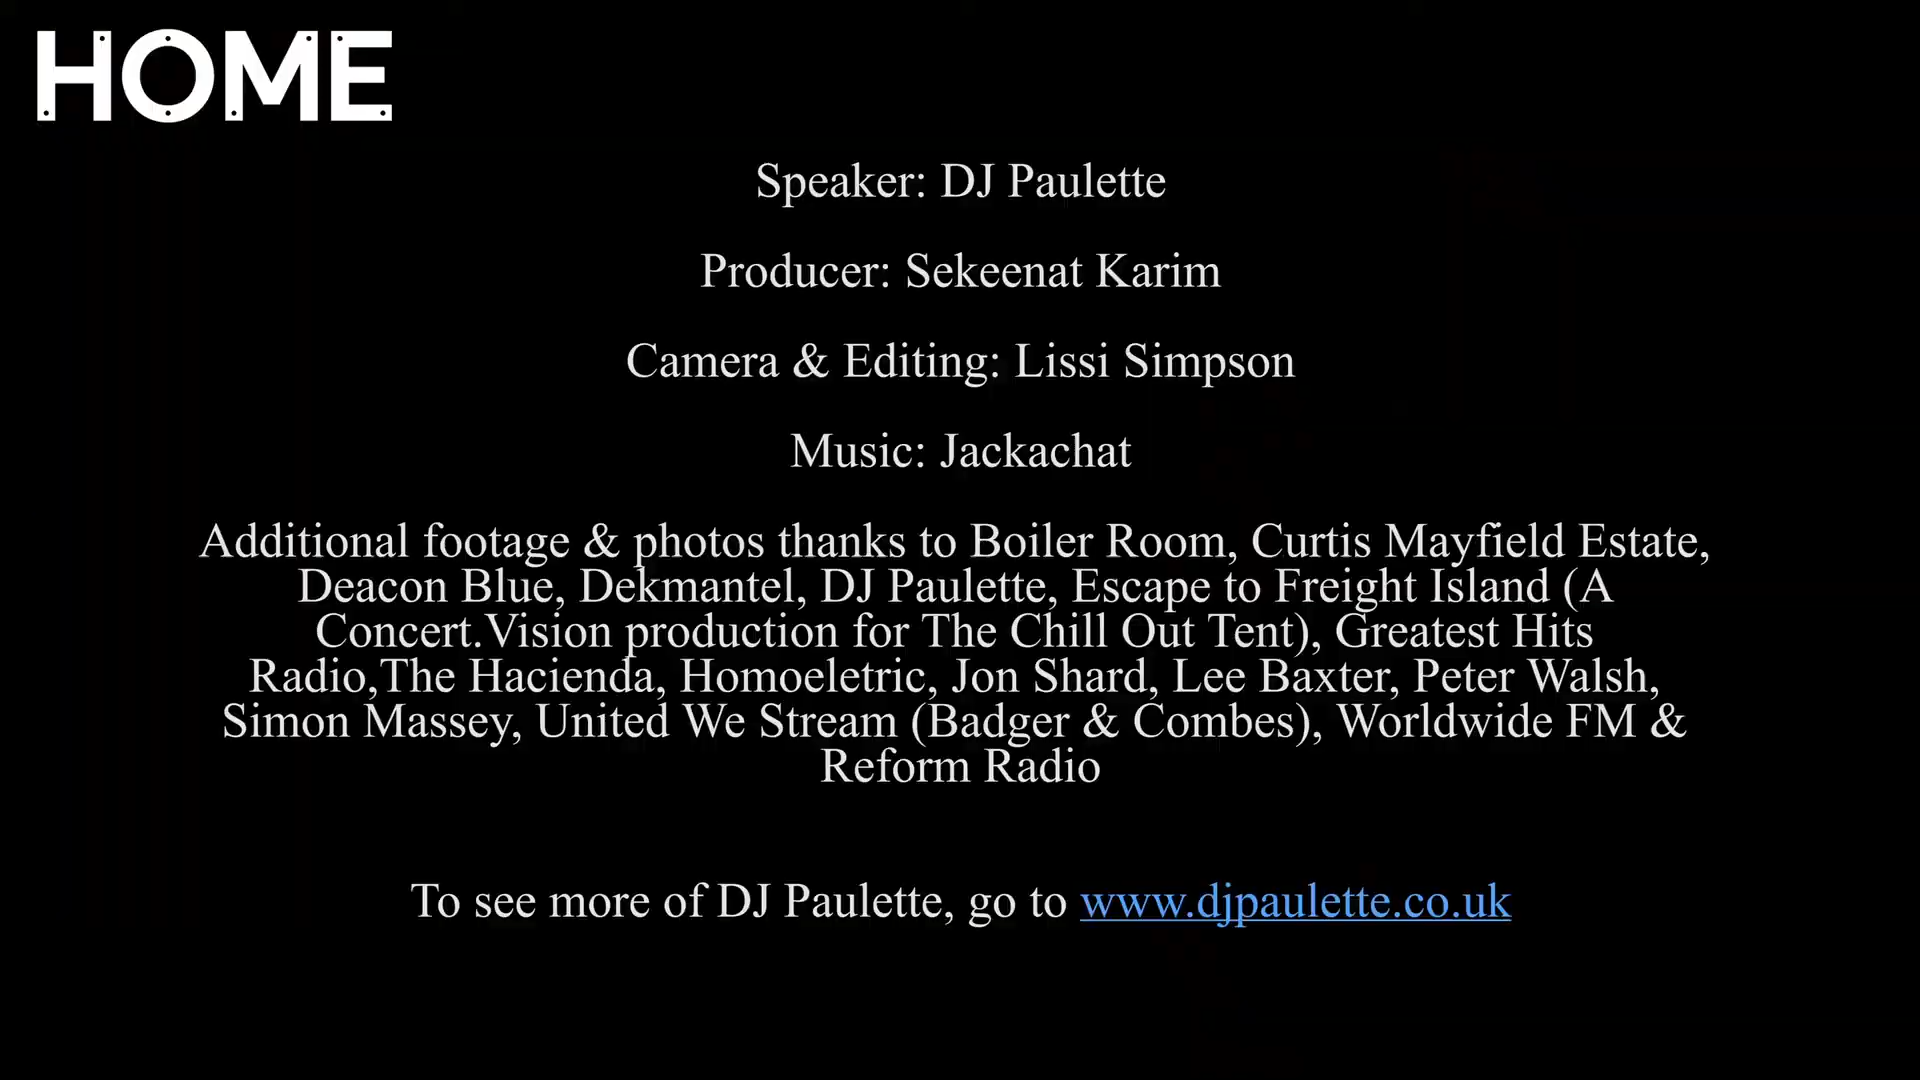 HOME
Speaker: DJ Paulette
Producer: Sekeenat Karim
Camera & Editing: Lissi Simpson
Music: Jackachat
Additional footage & photos thanks to Boiler Room, Curtis Mayfield Estate,
Deacon Blue, Dekmantel, DJ Paulette, Escape to Freight Island (A
Concert.Vision production for The Chill Out Tent), Greatest Hits
Radio,The Hacienda, Homoeletric, Jon Shard, Lee Baxter, Peter Walsh,
Simon Massey, United We Stream (Badger & Combes), Worldwide FM &
Reform Radio
To see more of DJ Paulette, go to www.djpaulette.co.uk